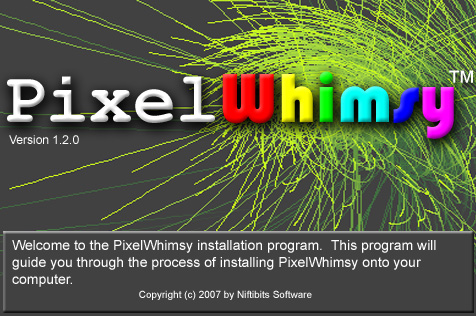 PixelWhimsy™
Version 1.2.0
Welcome to the PixelWhimsy installation program.  This program will
guide you through the process of installing PixelWhimsy onto your
computer.
Copyright (c) 2007 by Niftibits Software